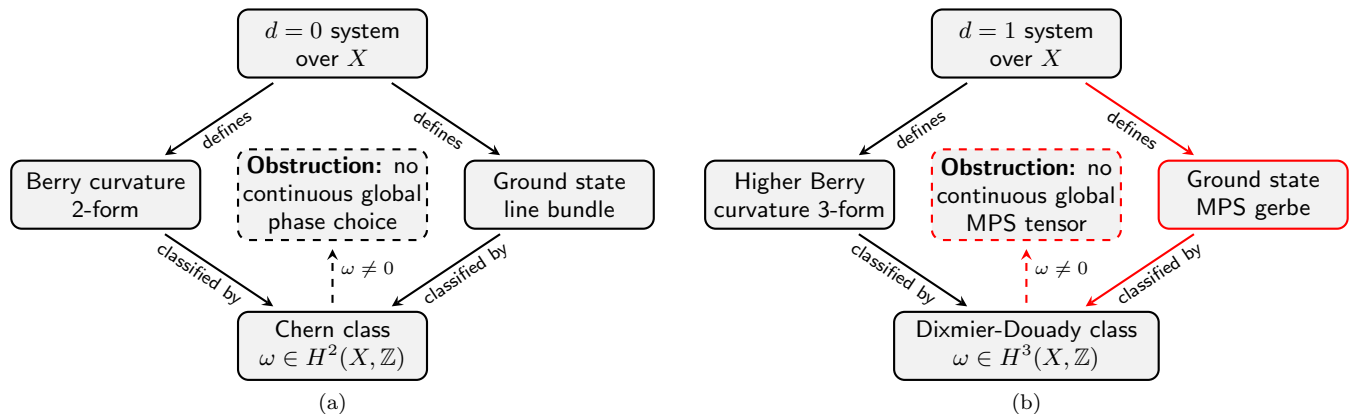 d = 0 system
over X
defines
defines
Berry curvature
2-form
Obstruction: no
continuous global
phase choice
Ground state
line bundle
classified by
ω ≠ 0
classified by
Chern class
ω ∈ H²(X, ℤ)
(a)
d = 1 system
over X
defines
defines
Higher Berry
curvature 3-form
Obstruction: no
continuous global
MPS tensor
Ground state
MPS gerbe
classified by
ω ≠ 0
classified by
Dixmier-Douady class
ω ∈ H³(X, ℤ)
(b)